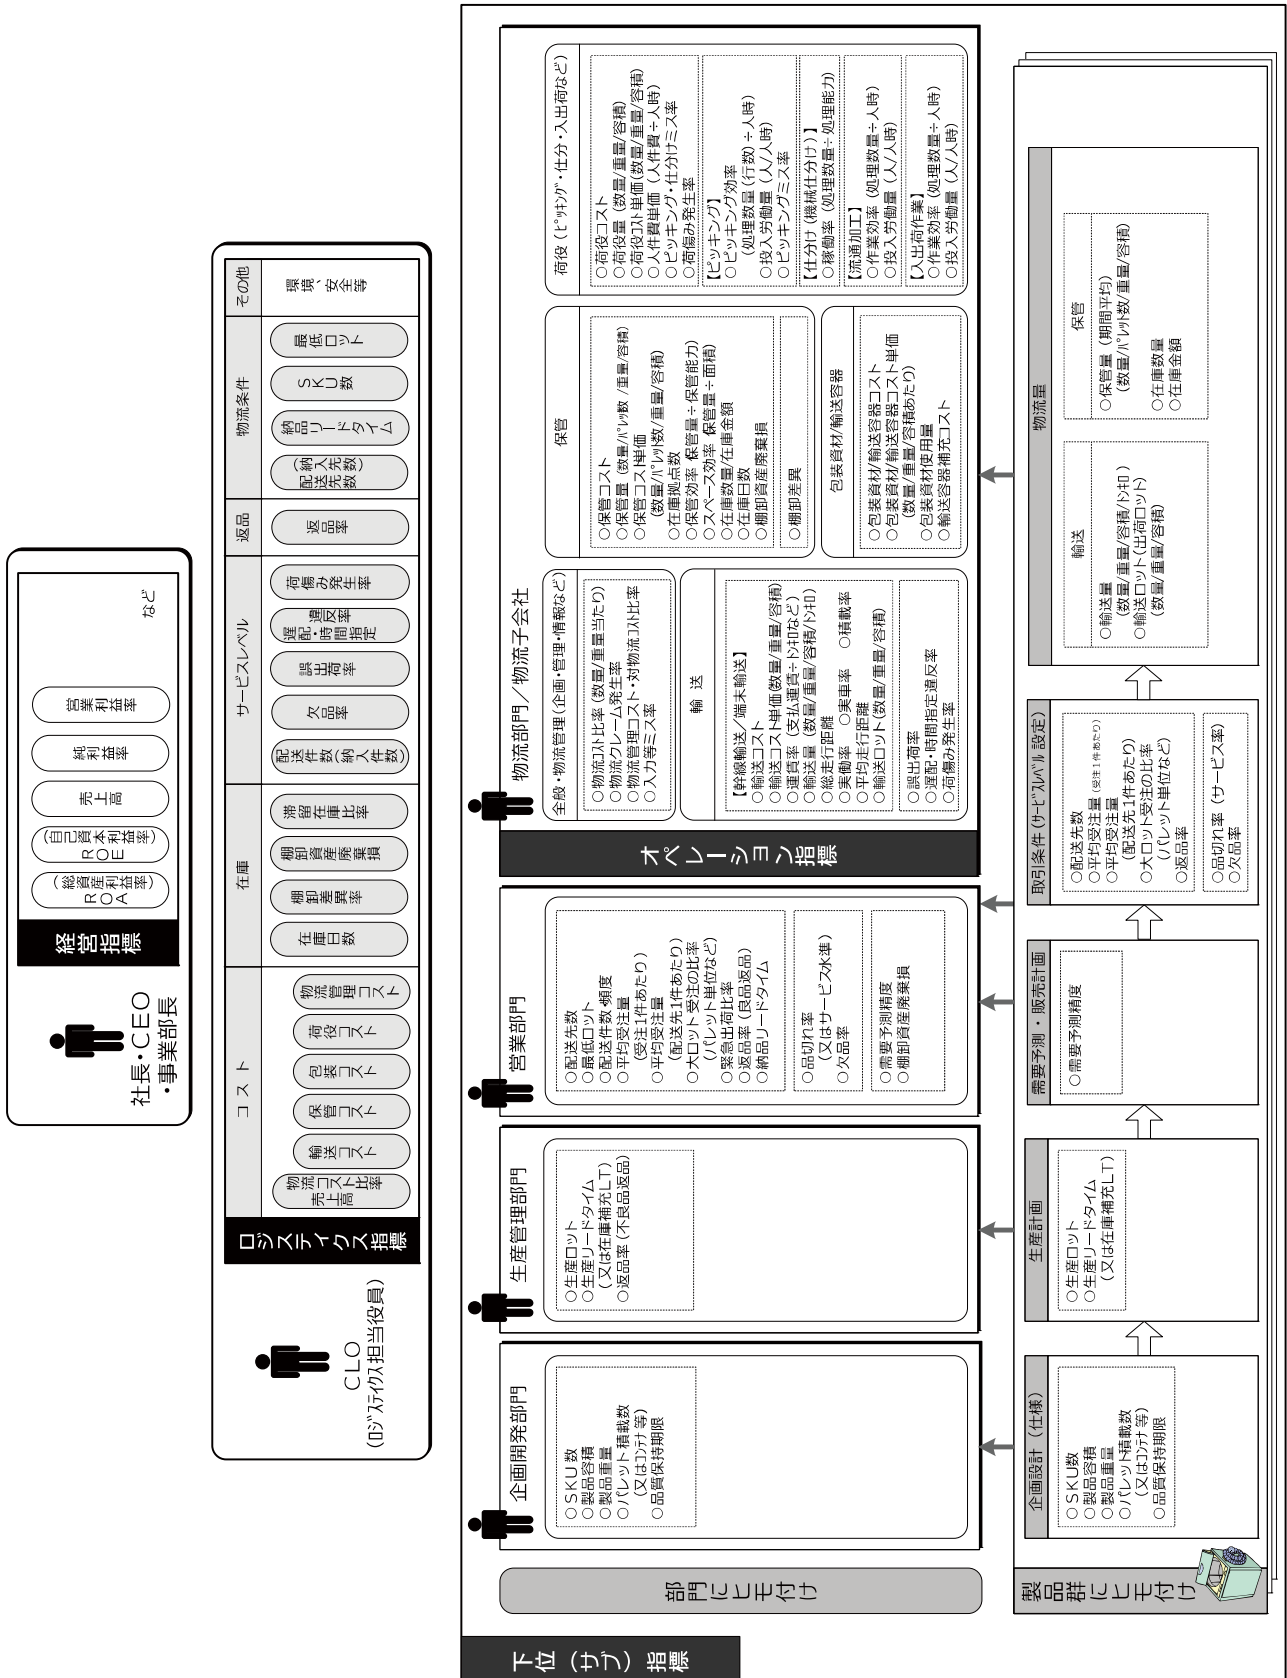 社長・CEO
・事業部長
経営指標
ROA
(総資産利益率)
ROE
(自己資本利益率)
売上高
純利益率
営業利益率
など
CLO
(ﾛｼﾞｽﾃｨｸｽ担当役員)
ロジスティクス指標
コスト
売上高
物流コスト比率
輸送コスト
保管コスト
包装コスト
荷役コスト
物流管理コスト
在庫
在庫日数
棚卸差異率
棚卸資産廃棄損
滞留在庫比率
サービスレベル
配送件数(納入件数)
欠品率
誤出荷率
遅配・時間指定
違反率
荷傷み発生率
返品
返品率
物流条件
配送先数
(納入先数)
納品リードタイム
SKU数
最低ロット
その他
環境、安全等
下位(サブ)指標
部門にヒモ付け
企画開発部門
○SKU数
○製品容積
○製品重量
○パレット積載数
(又はｺﾝﾃﾅ等)
○品質保持期限
生産管理部門
○生産ロット
○生産リードタイム
(又は在庫補充LT)
○返品率(不良品返品)
営業部門
○配送先数
○最低ロット
○配送件数・頻度
○平均受注量
(受注1件あたり)
○平均受注量
(配送先1件あたり)
○大ロット受注の比率
(パレット単位など)
○緊急出荷比率
○返品率(良品返品)
○納品リードタイム
○品切れ率
(又はサービス水準)
○欠品率
○需要予測精度
○棚卸資産廃棄損
オペレーション指標
物流部門/物流子会社
全般・物流管理(企画・管理・情報など)
○物流ｺｽﾄ比率(数量/重量当たり)
○物流クレーム発生率
○物流管理コスト・対物流ｺｽﾄ比率
○入力等ミス率
輸送
【幹線輸送/端末輸送】
○輸送コスト
○輸送コスト単価(数量/重量/容積)
○運賃率(支払運賃÷ﾄﾝｷﾛなど)
○輸送量(数量/重量/容積/ﾄﾝｷﾛ)
○総走行距離
○実働率 ○実車率 ○積載率
○平均走行距離
○輸送ロット(数量/重量/容積)
○誤出荷率
○遅配・時間指定違反率
○荷傷み発生率
保管
○保管コスト
○保管量(数量/ﾊﾟﾚｯﾄ数/重量/容積)
○保管コスト単価
(数量/ﾊﾟﾚｯﾄ数/重量/容積)
○在庫拠点数
○保管効率(保管量÷保管能力)
○スペース効率(保管量÷面積)
○在庫数量/在庫金額
○在庫日数
○棚卸資産廃棄損
○棚卸差異
包装資材/輸送容器
○包装資材/輸送容器コスト
○包装資材/輸送容器コスト単価
(数量/重量/容積あたり)
○包装資材使用量
○輸送容器補充コスト
荷役(ﾋﾟｯｷﾝｸﾞ・仕分・入出荷など)
○荷役コスト
○荷役量(数量/重量/容積)
○荷役ｺｽﾄ単価(数量/重量/容積)
○人件費単価(人件費÷人時)
○ピッキング・仕分けミス率
○荷傷み発生率
【ピッキング】
○ピッキング効率
(処理数量(行数)÷人時)
○投入労働量(人/人時)
○ピッキングミス率
【仕分け(機械仕分け)】
○稼働率(処理数量÷処理能力)
【流通加工】
○作業効率(処理数量÷人時)
○投入労働量(人/人時)
【入出荷作業】
○作業効率(処理数量÷人時)
○投入労働量(人/人時)
製品群にヒモ付け
企画設計(仕様)
○SKU数
○製品容積
○製品重量
○パレット積載数
(又はｺﾝﾃﾅ等)
○品質保持期限
生産計画
○生産ロット
○生産リードタイム
(又は在庫補充LT)
需要予測・販売計画
○需要予測精度
取引条件(ｻｰﾋﾞｽﾚﾍﾞﾙ設定)
○配送先数
○平均受注量(受注1件あたり)
○平均受注量
(配送先1件あたり)
○大ロット受注の比率
(パレット単位など)
○返品率
○品切れ率(サービス率)
○欠品率
物流量
輸送
○輸送量
(数量/重量/容積/ﾄﾝｷﾛ)
○輸送ロット(出荷ロット)
(数量/重量/容積)
保管
○保管量(期間平均)
(数量/ﾊﾟﾚｯﾄ数/重量/容積)
○在庫数量
○在庫金額